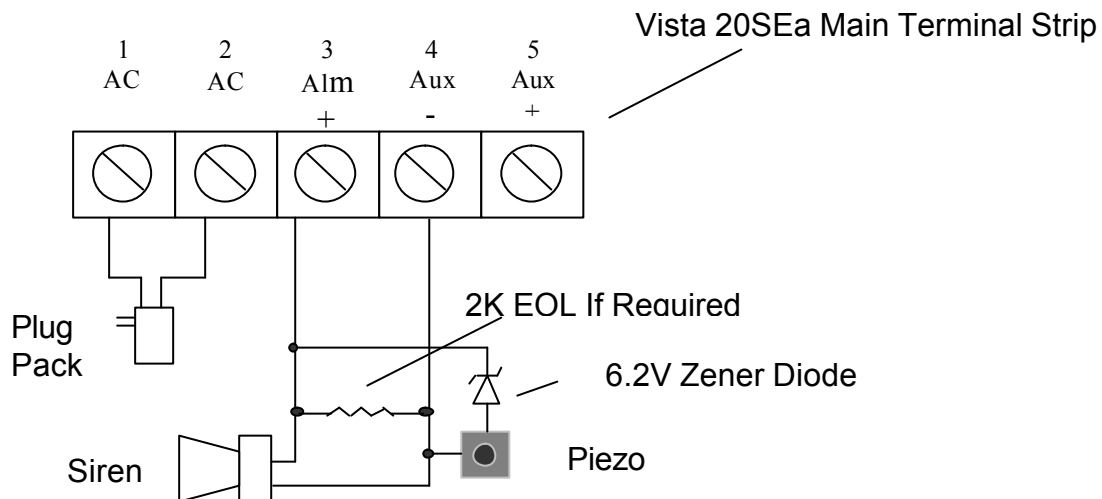 Vista 20SEa Main Terminal Strip
1 2 3 4 5
AC AC Alm Aux Aux
+ - +
2K EOL If Required
Plug
Pack
6.2V Zener Diode
Siren
Piezo